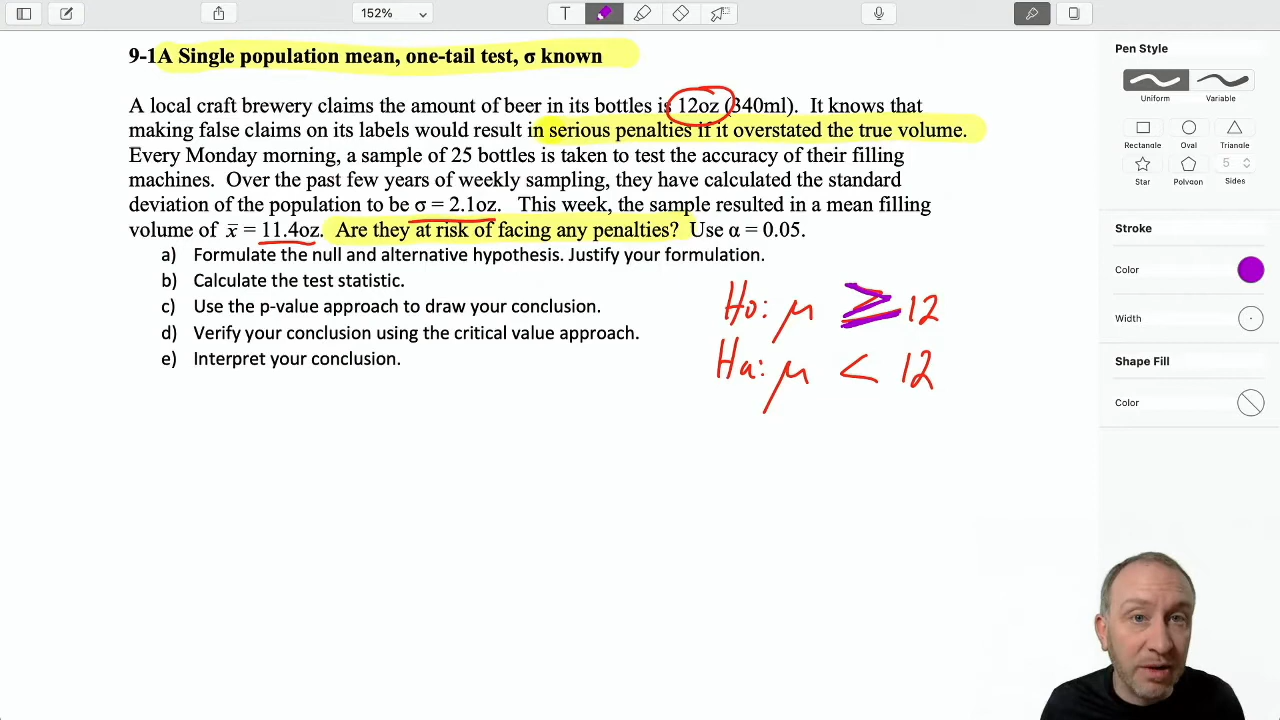 152%
T
9-1A Single population mean, one-tail test, σ known
A local craft brewery claims the amount of beer in its bottles is 12oz (340ml). It knows that
making false claims on its labels would result in serious penalties if it overstated the true volume.
Every Monday morning, a sample of 25 bottles is taken to test the accuracy of their filling
machines. Over the past few years of weekly sampling, they have calculated the standard
deviation of the population to be σ = 2.1oz. This week, the sample resulted in a mean filling
volume of x̄ = 11.4oz. Are they at risk of facing any penalties? Use α = 0.05.
a) Formulate the null and alternative hypothesis. Justify your formulation.
b) Calculate the test statistic.
c) Use the p-value approach to draw your conclusion.
d) Verify your conclusion using the critical value approach.
e) Interpret your conclusion.
Ho: μ ≥ 12
Ha: μ < 12
Pen Style
Uniform Variable
Rectangle Oval Triangle
5
Star Polygon Sides
Stroke
Color
Width
Shape Fill
Color